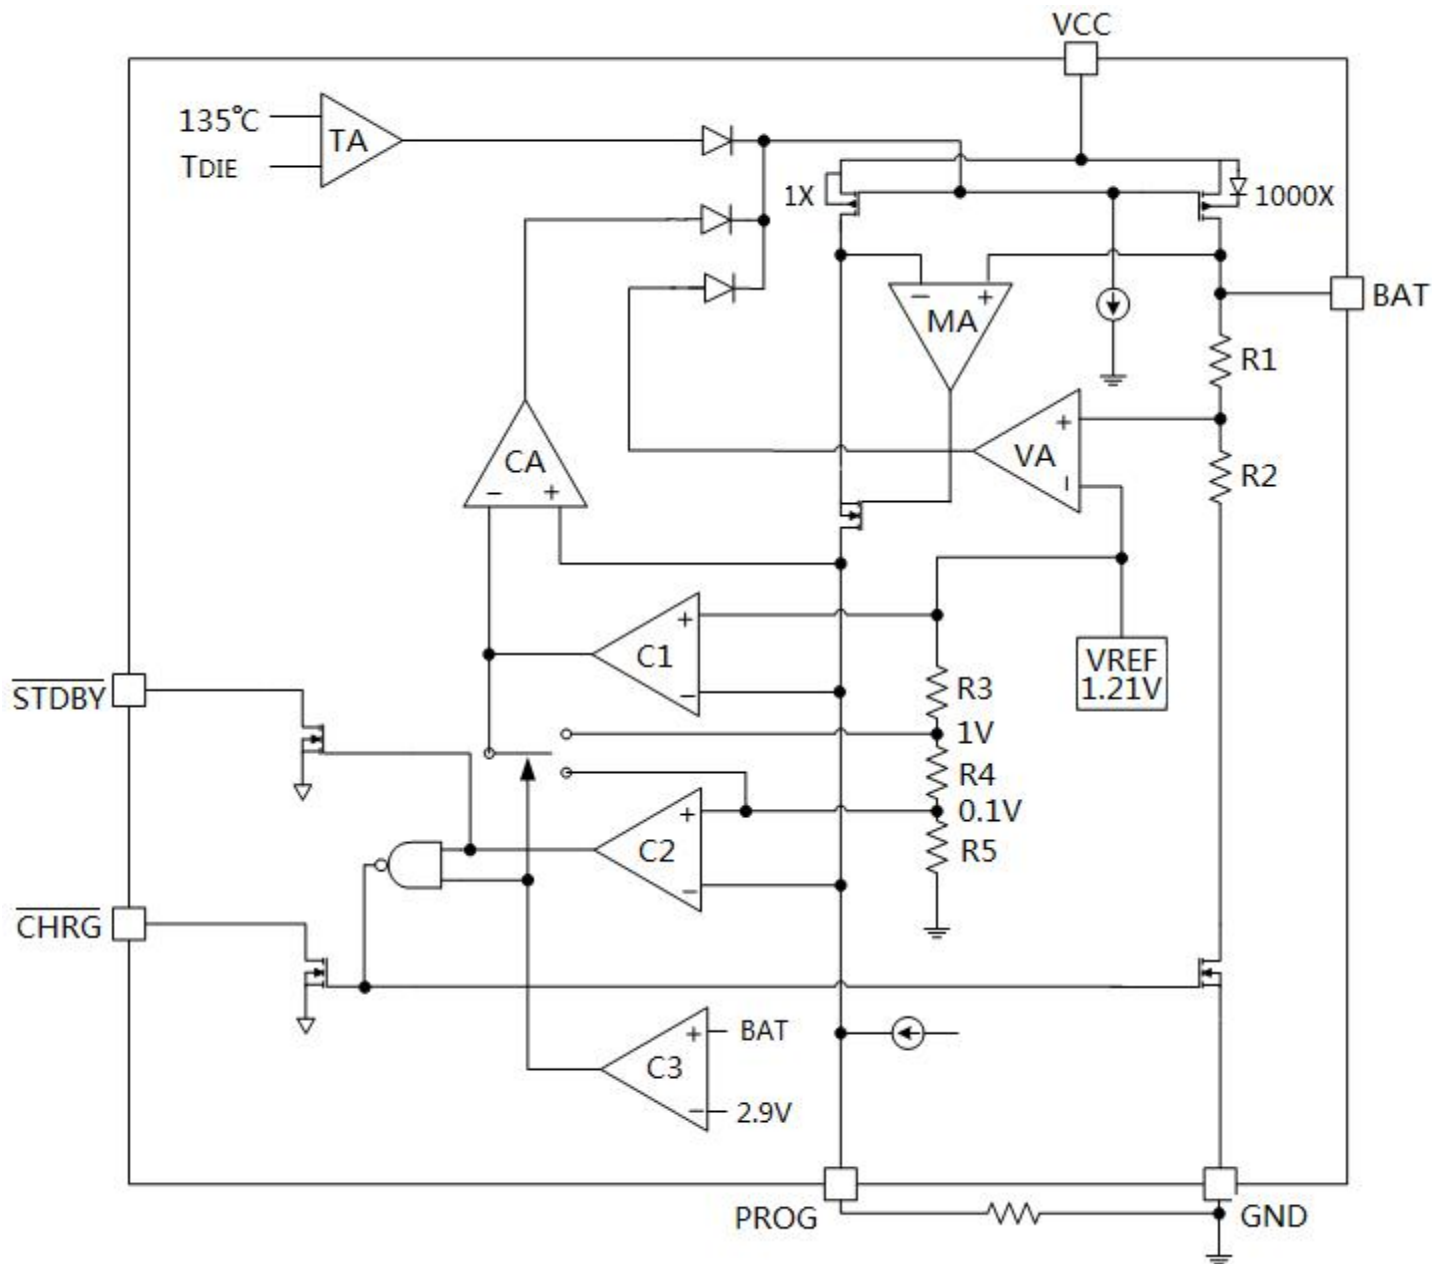 VCC
135℃
TA
TDIE
1X
1000X
− +
MA
BAT
R1
+
VA
−
R2
CA
− +
+
C1
−
VREF
1.21V
STDBY
R3
1V
R4
0.1V
+
C2
−
R5
CHRG
+
BAT
C3
−
2.9V
PROG
GND